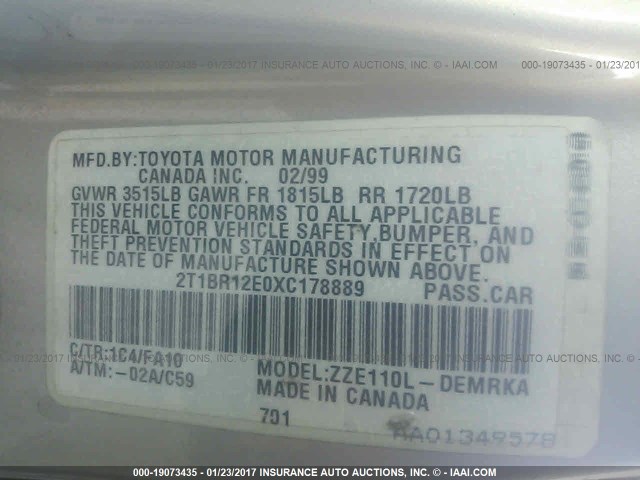 000-19073435 - 01/23/2017 INSURANCE AUTO AUCTIONS, INC. © - IAAI.COM
MFD.BY:TOYOTA MOTOR MANUFACTURING
CANADA INC. 02/99
GVWR 3515LB GAWR FR 1815LB RR 1720LB
THIS VEHICLE CONFORMS TO ALL APPLICABLE
FEDERAL MOTOR VEHICLE SAFETY,BUMPER, AND
THEFT PREVENTION STANDARDS IN EFFECT ON
THE DATE OF MANUFACTURE SHOWN ABOVE.
2T1BR12E0XC178889 PASS.CAR
C/TR:1C4/FA10 MODEL:ZZE110L-DEMRKA
A/TM:-02A/C59 MADE IN CANADA
701
AA01349578
000-19073435 - 01/23/2017 INSURANCE AUTO AUCTIONS, INC. © - IAAI.COM